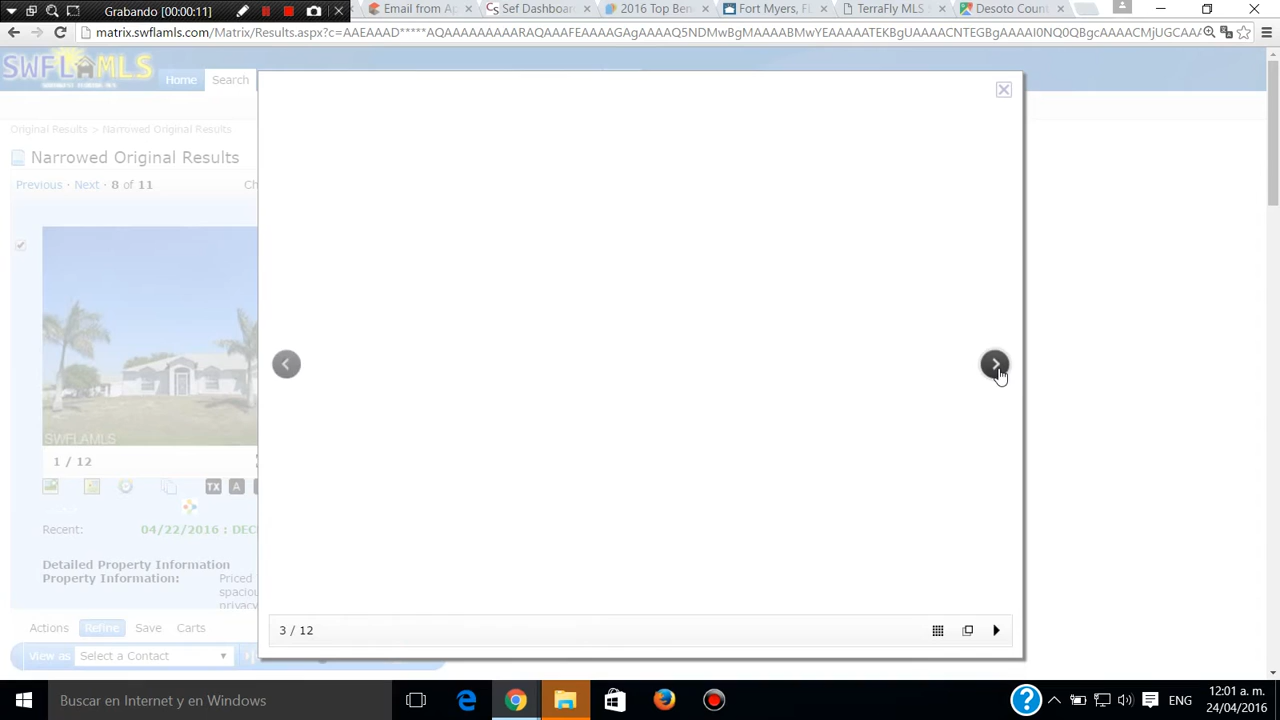 Grabando [00:00:11]
Email from Ap
Sef Dashboar
2016 Top Ber
Fort Myers, Fl
TerraFly MLS
Desoto Count
matrix.swflamls.com/Matrix/Results.aspx?
SWFLAMLS
Home
Search
Original Results > Narrowed Original Results
Narrowed Original Results
Previous · Next · 8 of 11
Ch
SWFLAMLS
1 / 12
TX
A
Recent:
04/22/2016 : DEC
Detailed Property Information
Property Information:
Priced
spaciou
privacy
3 / 12
Actions
Refine
Save
Carts
View as
Select a Contact
Buscar en Internet y en Windows
ENG
12:01 a. m.
24/04/2016